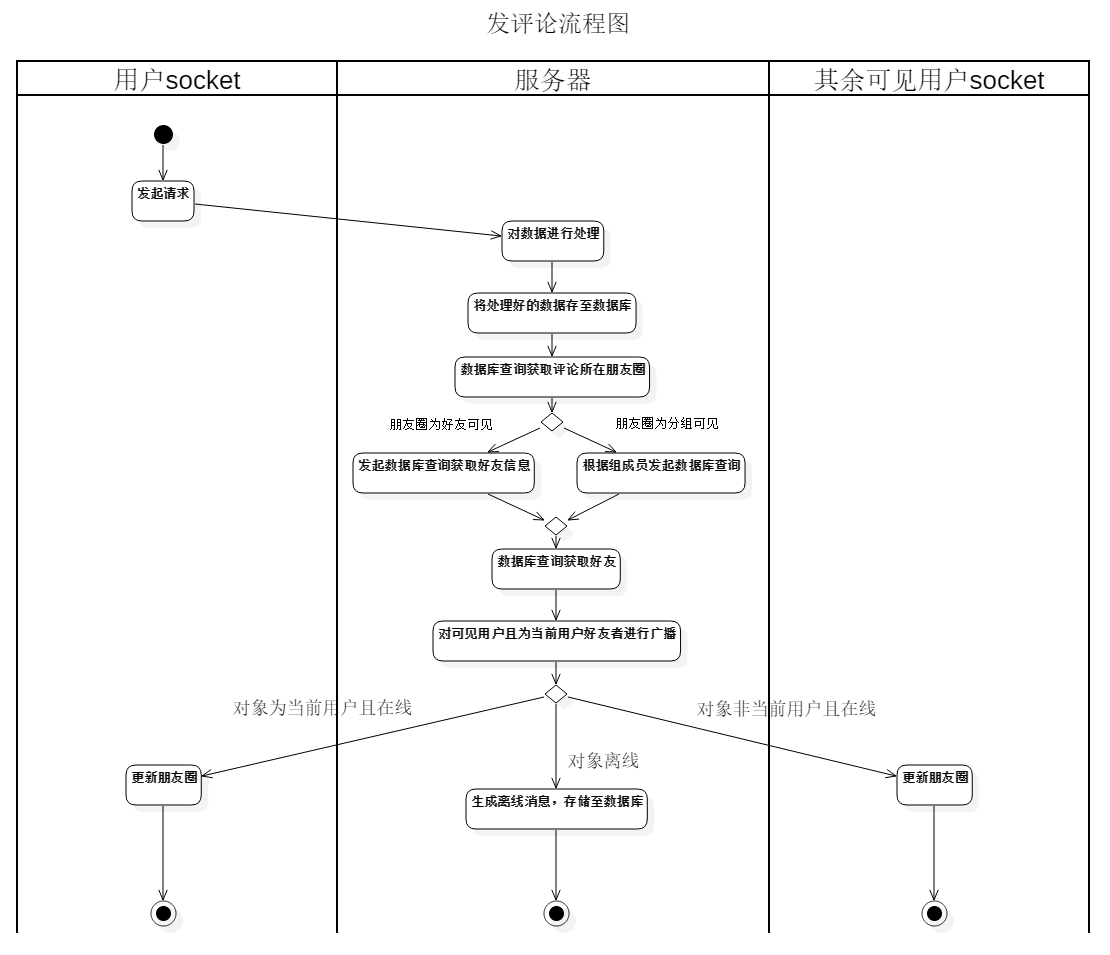 发评论流程图
用户socket
服务器
其余可见用户socket
发起请求
对数据进行处理
将处理好的数据存至数据库
数据库查询获取评论所在朋友圈
朋友圈为好友可见
朋友圈为分组可见
发起数据库查询获取好友信息
根据组成员发起数据库查询
数据库查询获取好友
对可见用户且为当前用户好友者进行广播
对象为当前用户且在线
对象非当前用户且在线
对象离线
更新朋友圈
生成离线消息，存储至数据库
更新朋友圈